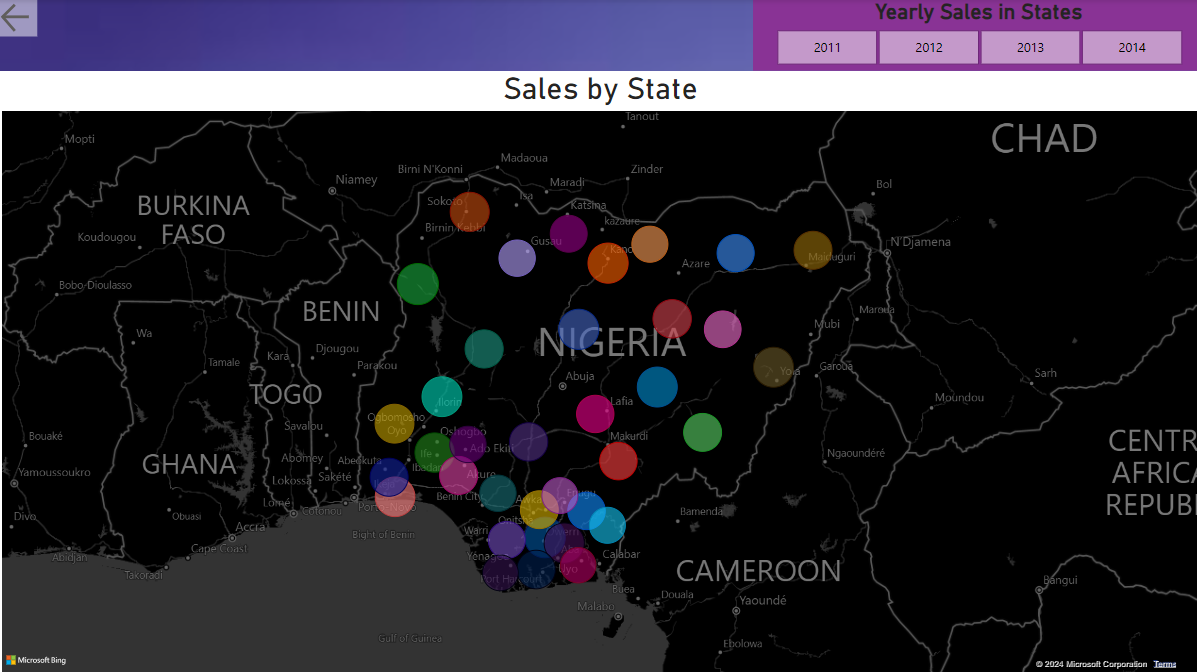 Yearly Sales in States
2011 2012 2013 2014
Sales by State
Tanout
CHAD
Mopti
Madaoua
Birni N'Konni
Zinder
Niamey
Maradi
Bol
BURKINA
FASO
Isa
Katsina
Sokoto
kazaure
Birnin Kebbi
Koudougou
Gusau
Kano
N'Djamena
Azare
Maiduguri
Bobo-Dioulasso
BENIN
Maroua
Mubi
Wa
NIGERIA
Djougou
Kara
Tamale
Parakou
Garoua
Yola
Abuja
Sarh
TOGO
Ilorin
Lafia
Moundou
Ogbomosho
Oyo
Savalou
Oshogbo
Makurdi
Bouaké
CENTR
Ife
Ado Ekiti
Ngaoundéré
GHANA
Abomey
Abeokuta
Ibadan
AFRICA
Yamoussoukro
Lokossa
Sakété
Akure
Benin City
Awka
Enugu
REPUBL
Lomé
Cotonou
Porto-Novo
Bamenda
Divo
Obuasi
Onitsha
Accra
Warri
Bight of Benin
Cape Coast
Abidjan
Yenagoa
Calabar
Takoradi
Port Harcourt
Uyo
CAMEROON
Bangui
Buea
Douala
Malabo
Yaoundé
Gulf of Guinea
Ebolowa
Microsoft Bing
© 2024 Microsoft Corporation Terms